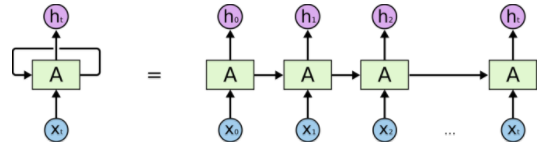 hₜ h₀ h₁ h₂ hₜ
A = A A A A
xₜ x₀ x₁ x₂ ... xₜ